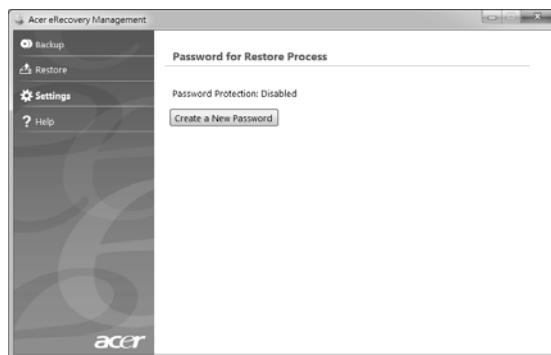 Acer eRecovery Management
Backup
Restore
Settings
? Help
Password for Restore Process
Password Protection: Disabled
Create a New Password
acer